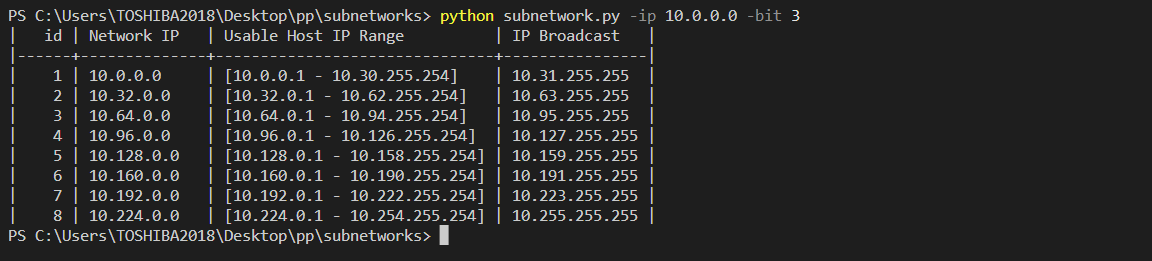 PS C:\Users\TOSHIBA2018\Desktop\pp\subnetworks> python subnetwork.py -ip 10.0.0.0 -bit 3
|   id | Network IP   | Usable Host IP Range          | IP Broadcast   |
|------+--------------+-------------------------------+----------------|
|    1 | 10.0.0.0     | [10.0.0.1 - 10.30.255.254]    | 10.31.255.255  |
|    2 | 10.32.0.0    | [10.32.0.1 - 10.62.255.254]   | 10.63.255.255  |
|    3 | 10.64.0.0    | [10.64.0.1 - 10.94.255.254]   | 10.95.255.255  |
|    4 | 10.96.0.0    | [10.96.0.1 - 10.126.255.254]  | 10.127.255.255 |
|    5 | 10.128.0.0   | [10.128.0.1 - 10.158.255.254] | 10.159.255.255 |
|    6 | 10.160.0.0   | [10.160.0.1 - 10.190.255.254] | 10.191.255.255 |
|    7 | 10.192.0.0   | [10.192.0.1 - 10.222.255.254] | 10.223.255.255 |
|    8 | 10.224.0.0   | [10.224.0.1 - 10.254.255.254] | 10.255.255.255 |
PS C:\Users\TOSHIBA2018\Desktop\pp\subnetworks>